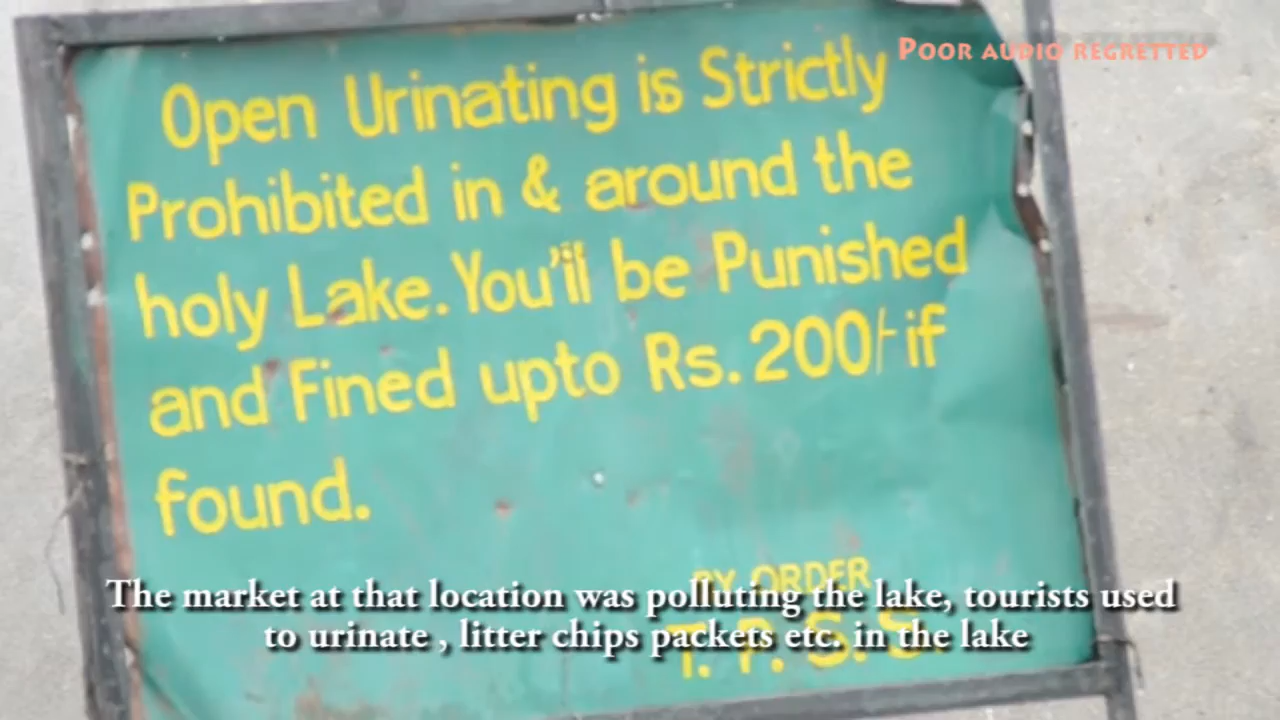 POOR AUDIO REGRETTED
Open Urinating is Strictly
Prohibited in & around the
holy Lake. You'll be Punished
and Fined upto Rs. 200/- if
found.
BY ORDER
T. P. S. S
The market at that location was polluting the lake, tourists used
to urinate , litter chips packets etc. in the lake